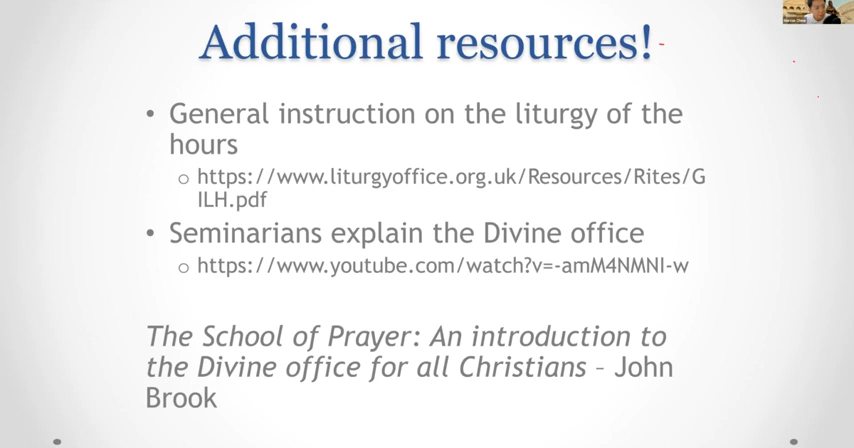 Additional resources!
• General instruction on the liturgy of the
hours
o https://www.liturgyoffice.org.uk/Resources/Rites/G
ILH.pdf
• Seminarians explain the Divine office
o https://www.youtube.com/watch?v=-amM4NMNI-w
The School of Prayer: An introduction to
the Divine office for all Christians – John
Brook